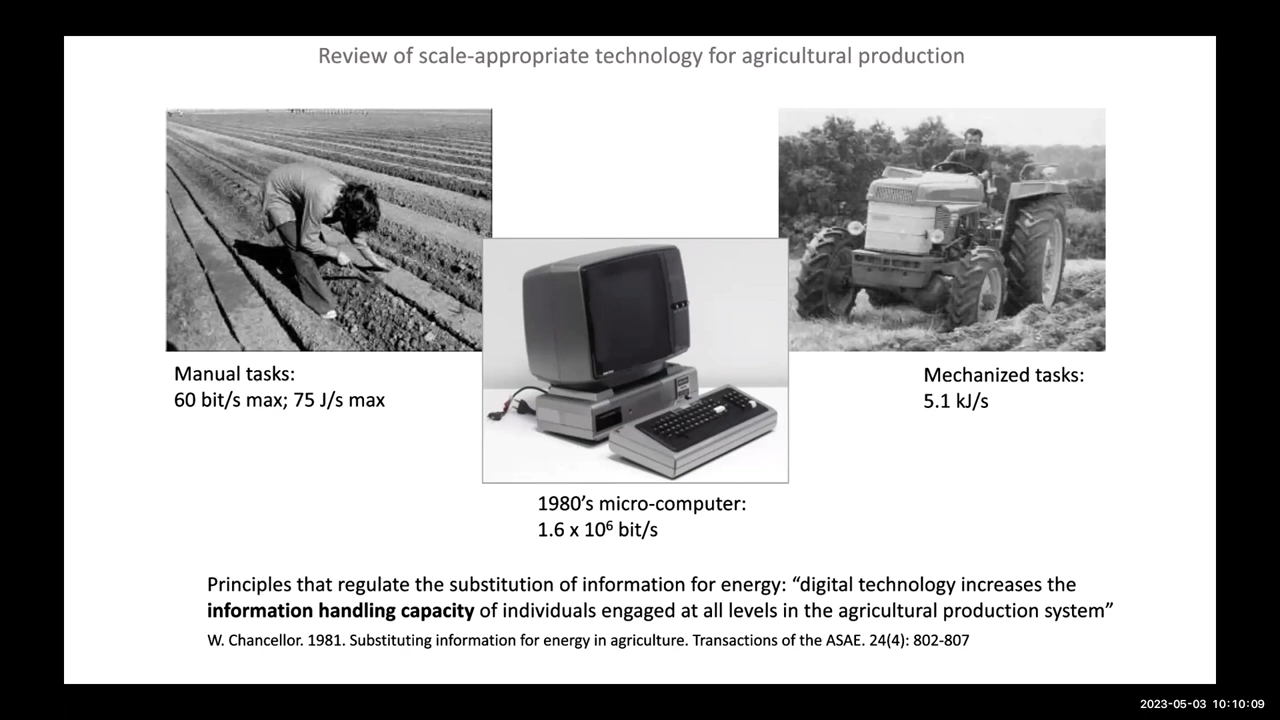 Review of scale-appropriate technology for agricultural production
Manual tasks:
60 bit/s max; 75 J/s max
Mechanized tasks:
5.1 kJ/s
1980’s micro-computer:
1.6 x 10⁶ bit/s
Principles that regulate the substitution of information for energy: “digital technology increases the
information handling capacity of individuals engaged at all levels in the agricultural production system”
W. Chancellor. 1981. Substituting information for energy in agriculture. Transactions of the ASAE. 24(4): 802-807
2023-05-03 10:10:09